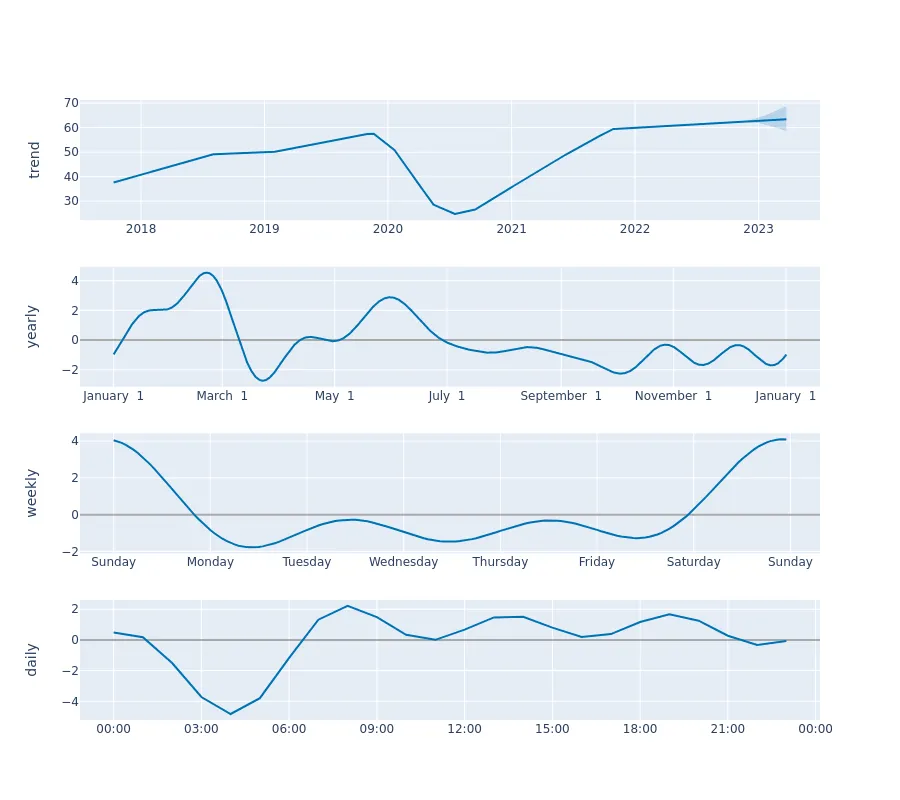 trend
70
60
50
40
30
2018 2019 2020 2021 2022 2023
yearly
4
2
0
−2
January 1 March 1 May 1 July 1 September 1 November 1 January 1
weekly
4
2
0
−2
Sunday Monday Tuesday Wednesday Thursday Friday Saturday Sunday
daily
2
0
−2
−4
00:00 03:00 06:00 09:00 12:00 15:00 18:00 21:00 00:00